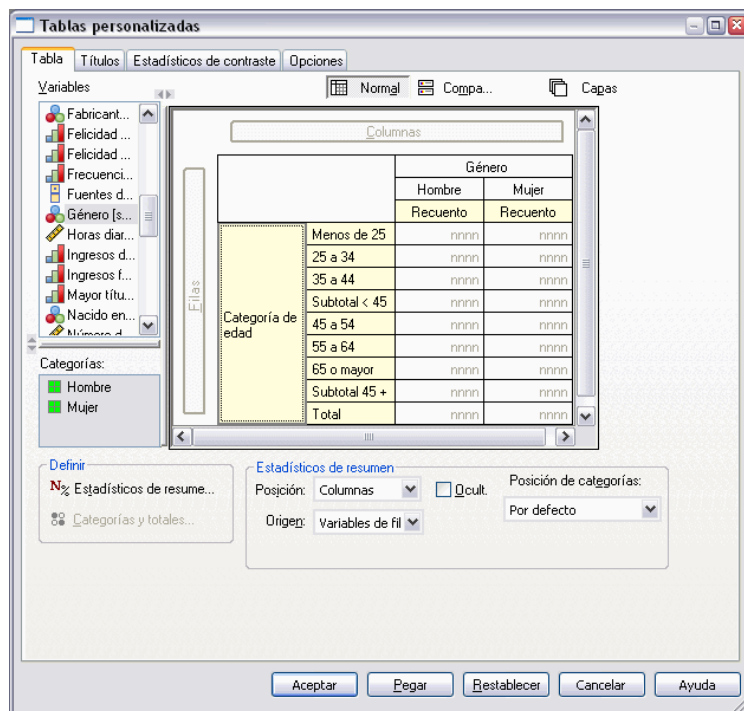 Tablas personalizadas
Tabla Títulos Estadísticos de contraste Opciones
Variables
Normal Compa... Capas
Fabricant...
Felicidad ...
Felicidad ...
Frecuenci...
Fuentes d...
Género [s...
Horas diar...
Ingresos d...
Ingresos f...
Mayor títu...
Nacido en...
Número d...
Categorías:
Hombre
Mujer
Columnas
Filas
Género
Hombre Mujer
Recuento Recuento
Categoría de edad
Menos de 25 nnnn nnnn
25 a 34 nnnn nnnn
35 a 44 nnnn nnnn
Subtotal < 45 nnnn nnnn
45 a 54 nnnn nnnn
55 a 64 nnnn nnnn
65 o mayor nnnn nnnn
Subtotal 45 + nnnn nnnn
Total nnnn nnnn
Definir
N% Estadísticos de resume...
Categorías y totales...
Estadísticos de resumen
Posición: Columnas
Ocult.
Origen: Variables de fil
Posición de categorías:
Por defecto
Aceptar Pegar Restablecer Cancelar Ayuda